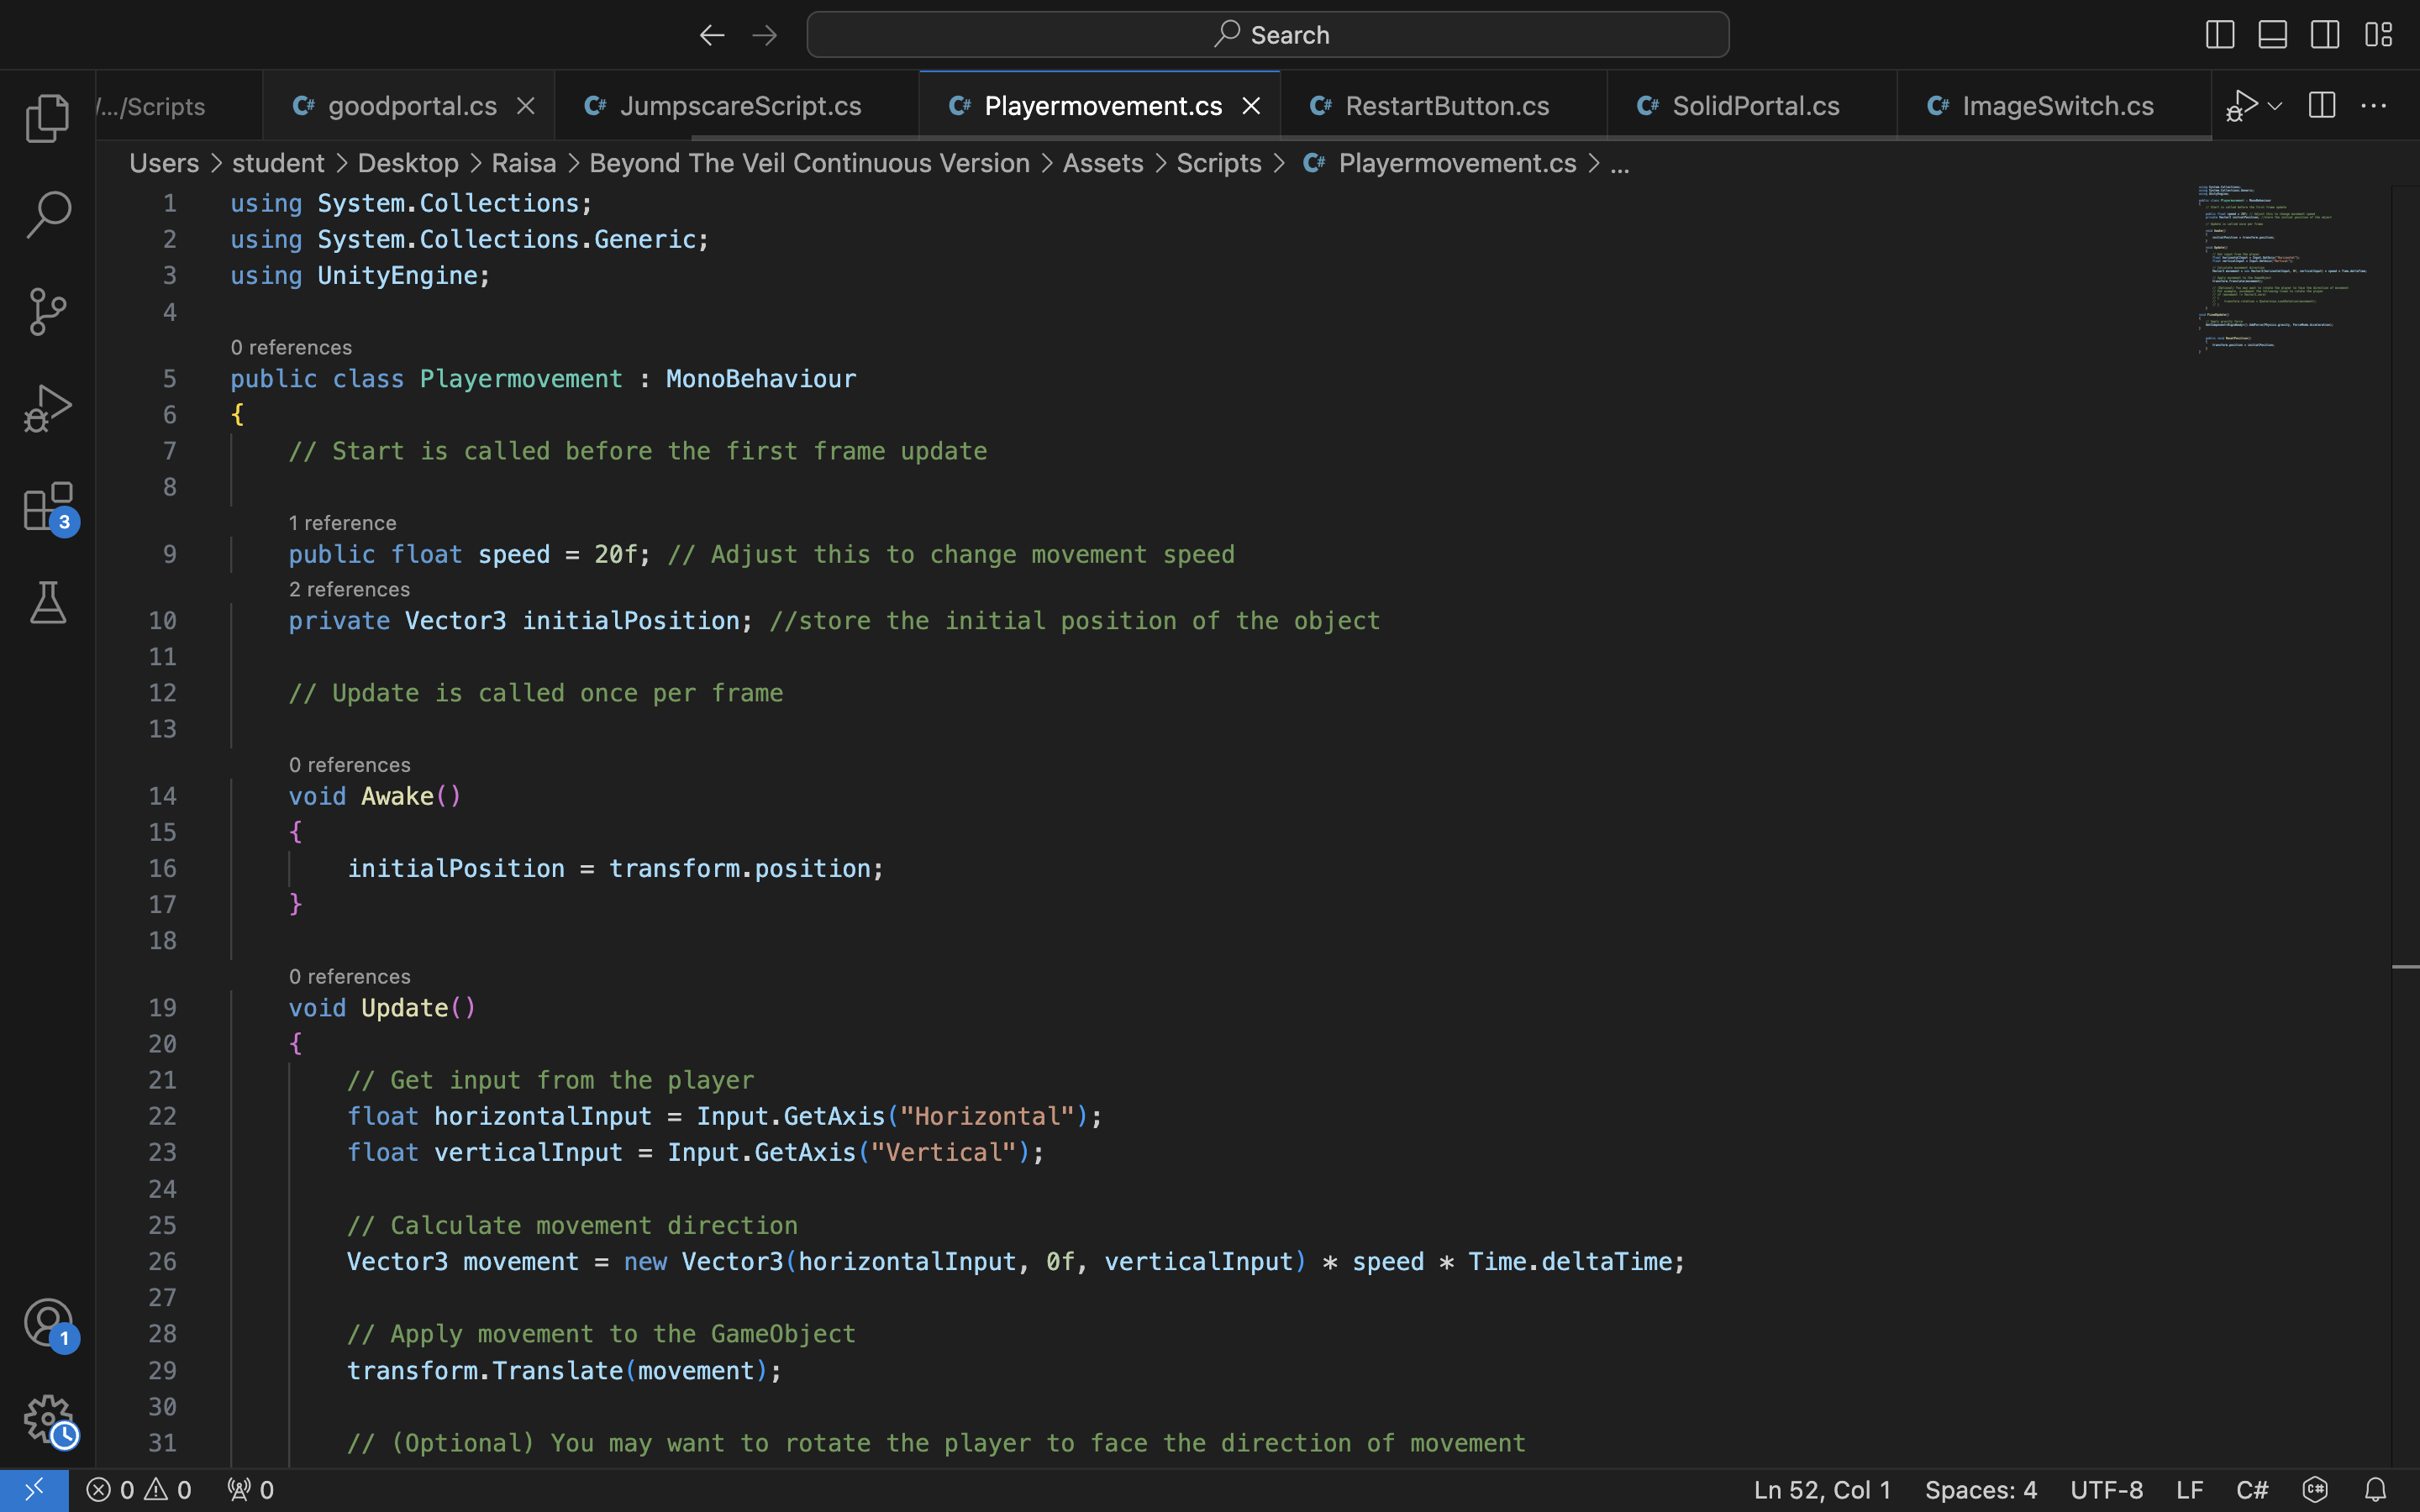 Search
/.../Scripts
goodportal.cs
JumpscareScript.cs
Playermovement.cs
RestartButton.cs
SolidPortal.cs
ImageSwitch.cs
Users > student > Desktop > Raisa > Beyond The Veil Continuous Version > Assets > Scripts > Playermovement.cs > ...
1 using System.Collections;
2 using System.Collections.Generic;
3 using UnityEngine;
4
0 references
5 public class Playermovement : MonoBehaviour
6 {
7 // Start is called before the first frame update
8
1 reference
9 public float speed = 20f; // Adjust this to change movement speed
2 references
10 private Vector3 initialPosition; //store the initial position of the object
11
12 // Update is called once per frame
13
0 references
14 void Awake()
15 {
16 initialPosition = transform.position;
17 }
18
0 references
19 void Update()
20 {
21 // Get input from the player
22 float horizontalInput = Input.GetAxis("Horizontal");
23 float verticalInput = Input.GetAxis("Vertical");
24
25 // Calculate movement direction
26 Vector3 movement = new Vector3(horizontalInput, 0f, verticalInput) * speed * Time.deltaTime;
27
28 // Apply movement to the GameObject
29 transform.Translate(movement);
30
31 // (Optional) You may want to rotate the player to face the direction of movement
3
1
0 0 0
Ln 52, Col 1 Spaces: 4 UTF-8 LF C#